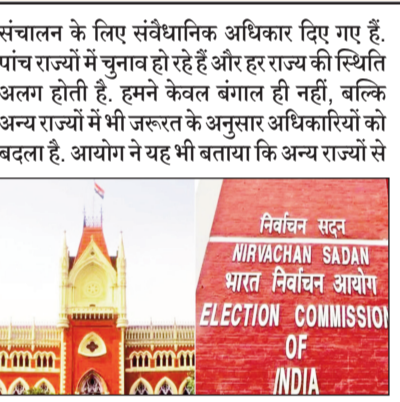 संचालन के लिए संवैधानिक अधिकार दिए गए हैं.
पांच राज्यों में चुनाव हो रहे हैं और हर राज्य की स्थिति
अलग होती है. हमने केवल बंगाल ही नहीं, बल्कि
अन्य राज्यों में भी जरूरत के अनुसार अधिकारियों को
बदला है. आयोग ने यह भी बताया कि अन्य राज्यों से
निर्वाचन सदन
NIRVACHAN SADAN
भारत निर्वाचन आयोग
ELECTION COMMISSION
OF
INDIA